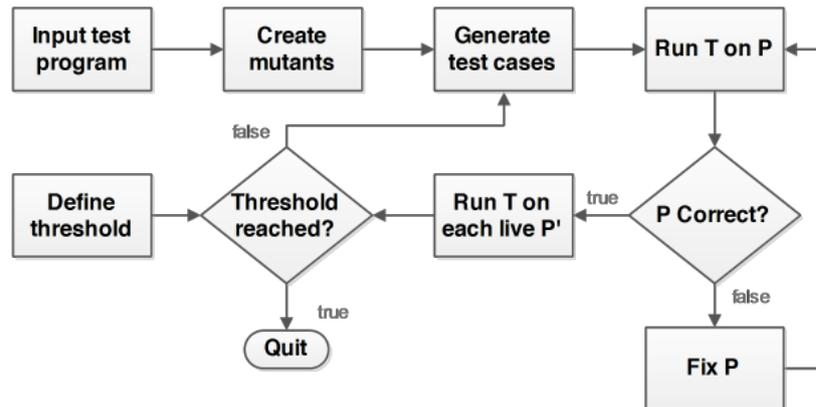 Input test
program
Create
mutants
Generate
test cases
Run T on P
false
Define
threshold
Threshold
reached?
Run T on
each live P'
true
P Correct?
true
false
Quit
Fix P